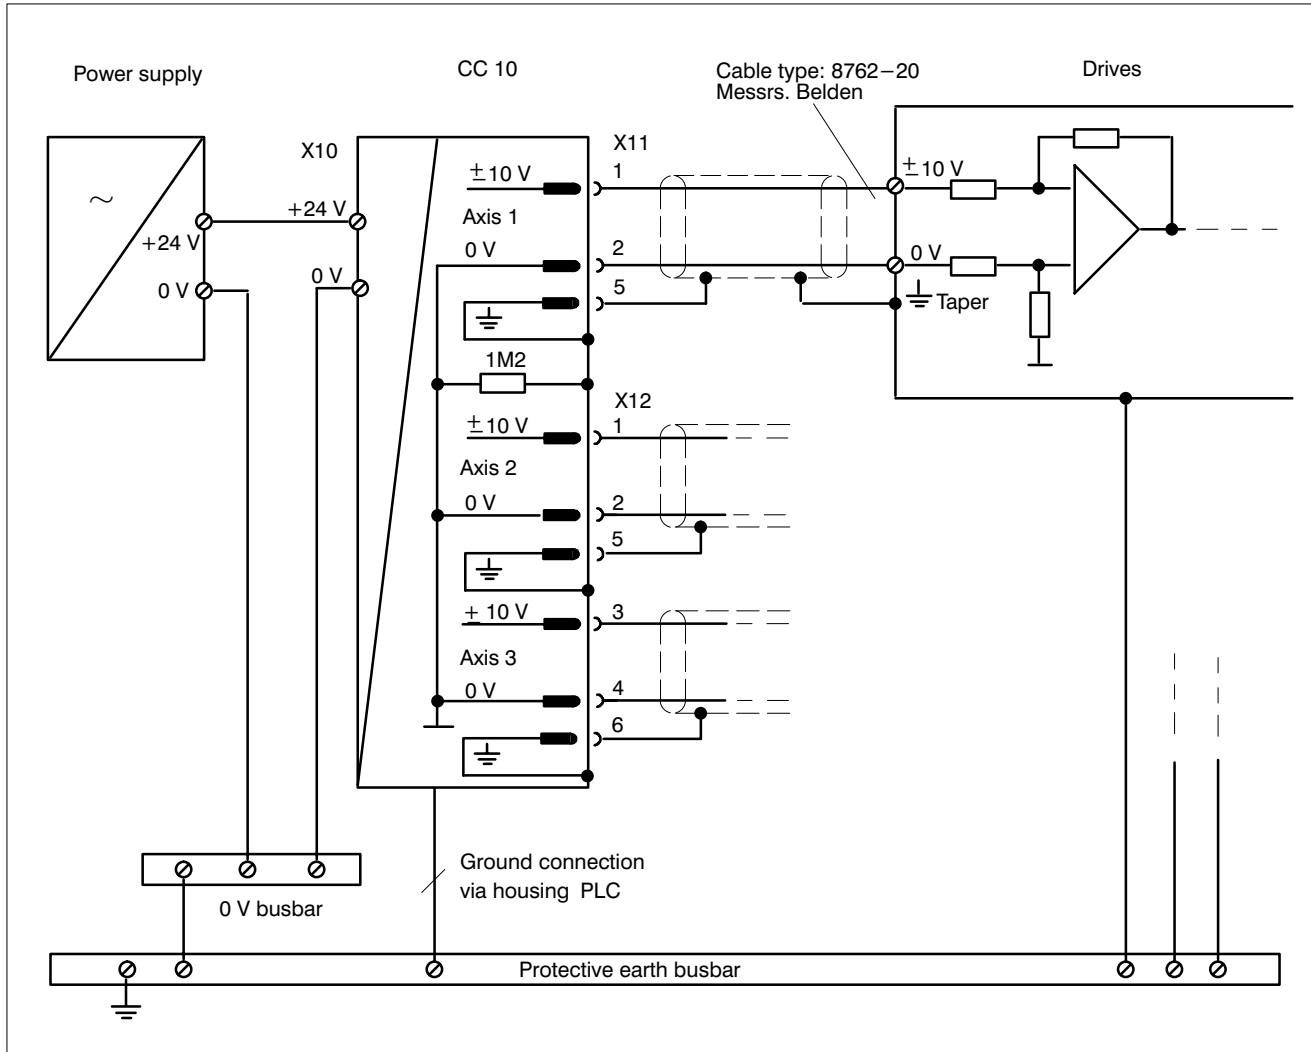 Power supply
CC 10
Cable type: 8762−20
Messrs. Belden
Drives
X10
X11
+24 V
+24 V
0 V
0 V
∼
± 10 V
1
Axis 1
0 V
2
5
1M2
± 10 V
0 V
Taper
X12
± 10 V
1
Axis 2
0 V
2
5
± 10 V
3
Axis 3
0 V
4
6
Ground connection
via housing PLC
0 V busbar
Protective earth busbar